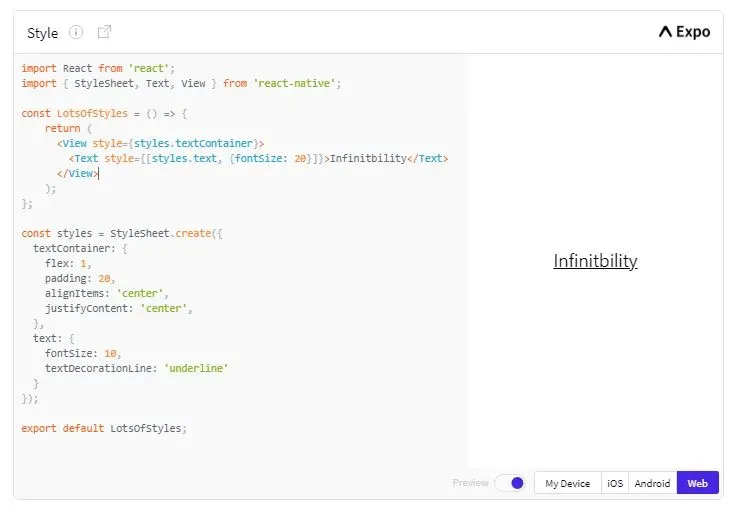 Style
Expo
import React from 'react';
import { StyleSheet, Text, View } from 'react-native';
const LotsOfStyles = () => {
    return (
      <View style={styles.textContainer}>
        <Text style={[styles.text, {fontSize: 20}]}>Infinitbility</Text>
      </View>
    );
};
const styles = StyleSheet.create({
  textContainer: {
    flex: 1,
    padding: 20,
    alignItems: 'center',
    justifyContent: 'center',
  },
  text: {
    fontSize: 10,
    textDecorationLine: 'underline'
  }
});
export default LotsOfStyles;
Infinitbility
Preview My Device iOS Android Web